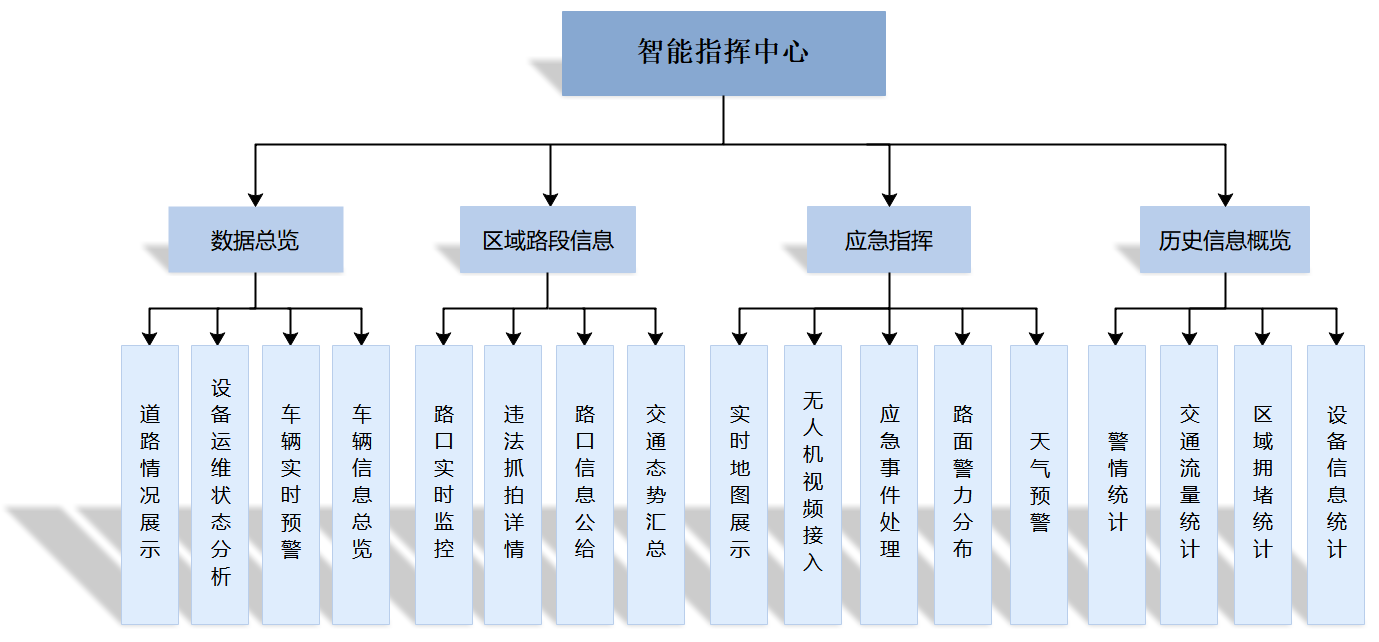 智能指挥中心
数据总览
区域路段信息
应急指挥
历史信息概览
道路情况展示
设备运维状态分析
车辆实时预警
车辆信息总览
路口实时监控
违法抓拍详情
路口信息公给
交通态势汇总
实时地图展示
无人机视频接入
应急事件处理
路面警力分布
天气预警
警情统计
交通流量统计
区域拥堵统计
设备信息统计